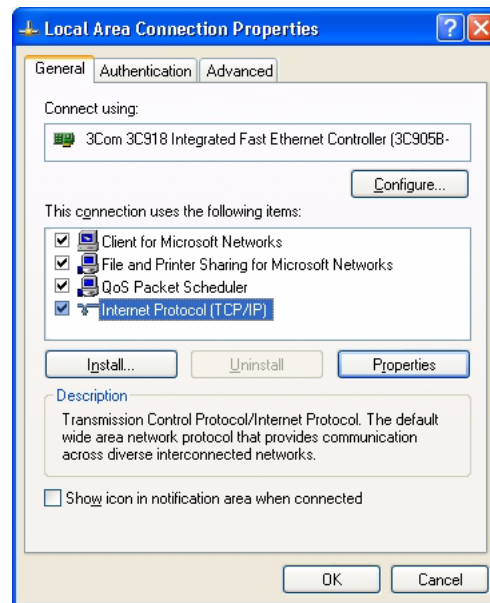 Local Area Connection Properties
General Authentication Advanced
Connect using:
3Com 3C918 Integrated Fast Ethernet Controller (3C905B-
Configure...
This connection uses the following items:
Client for Microsoft Networks
File and Printer Sharing for Microsoft Networks
QoS Packet Scheduler
Internet Protocol (TCP/IP)
Install... Uninstall Properties
Description
Transmission Control Protocol/Internet Protocol. The default
wide area network protocol that provides communication
across diverse interconnected networks.
Show icon in notification area when connected
OK Cancel